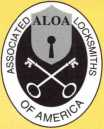 ALOA
ASSOCIATED LOCKSMITHS
OF AMERICA